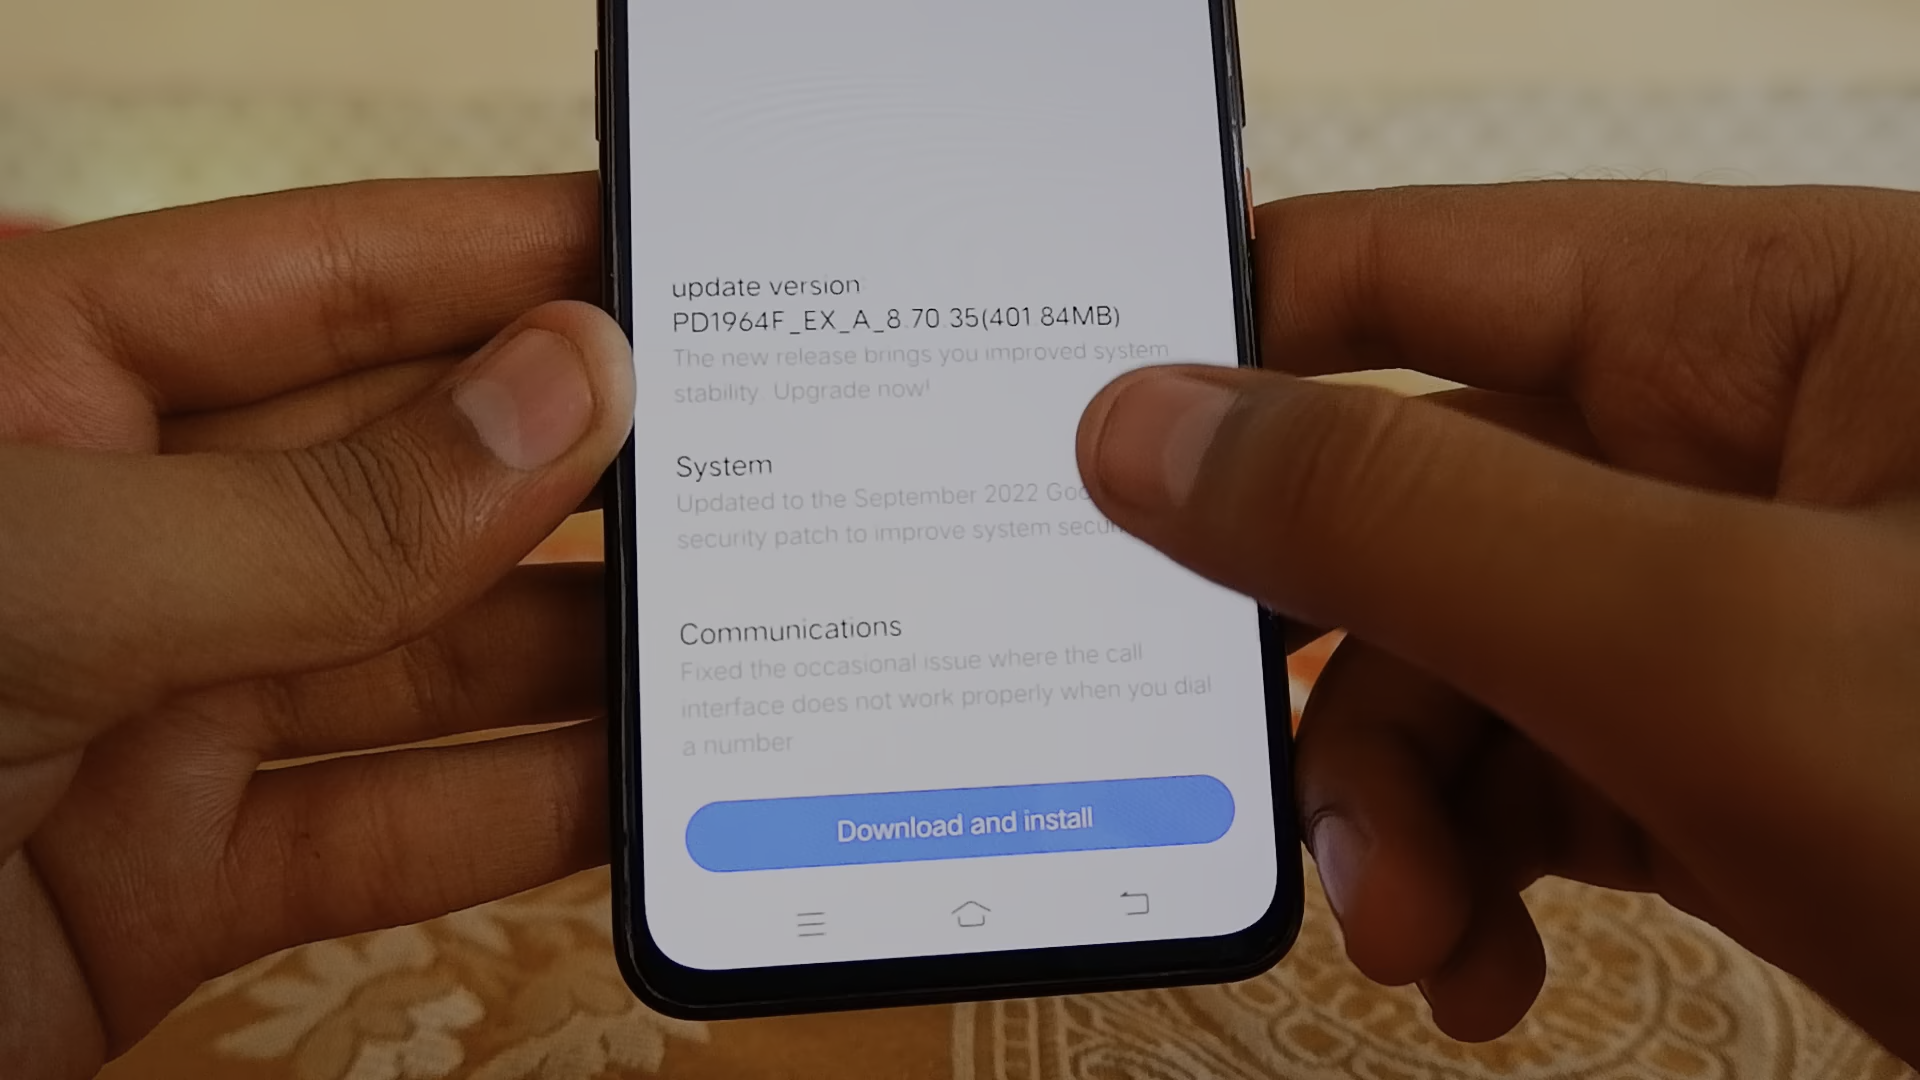 update version
PD1964F_EX_A_8.70.35(401.84MB)
The new release brings you improved system
stability. Upgrade now!
System
Updated to the September 2022
security patch to improve system
Communications
Fixed the occasional issue where the call
interface does not work properly when you dial
a number
Download and install